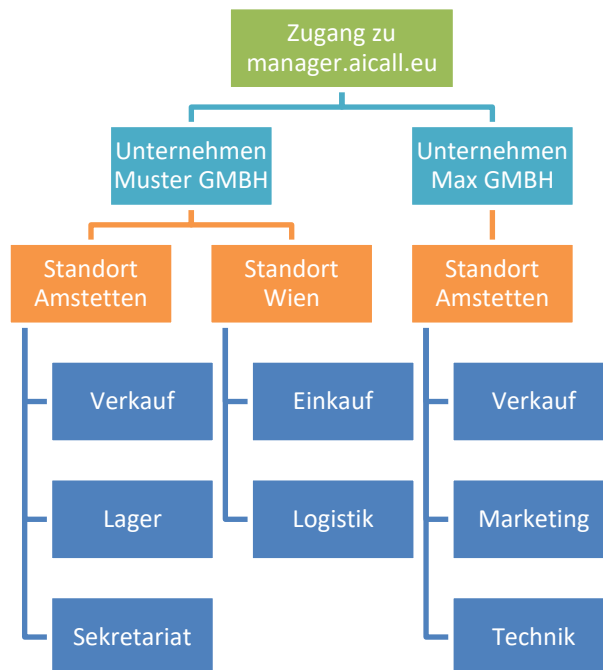 Zugang zu
manager.aicall.eu
Unternehmen
Muster GMBH
Unternehmen
Max GMBH
Standort
Amstetten
Standort
Wien
Standort
Amstetten
Verkauf
Einkauf
Verkauf
Lager
Logistik
Marketing
Sekretariat
Technik